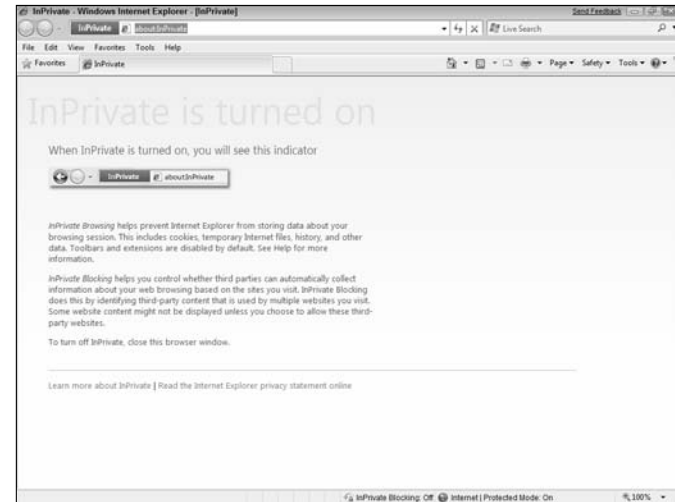 InPrivate - Windows Internet Explorer - [InPrivate]
Send Feedback
InPrivate about:InPrivate
Live Search
File Edit View Favorites Tools Help
Favorites InPrivate
Page Safety Tools
InPrivate is turned on
When InPrivate is turned on, you will see this indicator
InPrivate about:InPrivate
InPrivate Browsing helps prevent Internet Explorer from storing data about your
browsing session. This includes cookies, temporary Internet files, history, and other
data. Toolbars and extensions are disabled by default. See Help for more
information.
InPrivate Blocking helps you control whether third parties can automatically collect
information about your web browsing based on the sites you visit. InPrivate Blocking
does this by identifying third-party content that is used by multiple websites you visit.
Some website content might not be displayed unless you choose to allow these third-
party websites.
To turn off InPrivate, close this browser window.
Learn more about InPrivate | Read the Internet Explorer privacy statement online
InPrivate Blocking: Off Internet | Protected Mode: On 100%